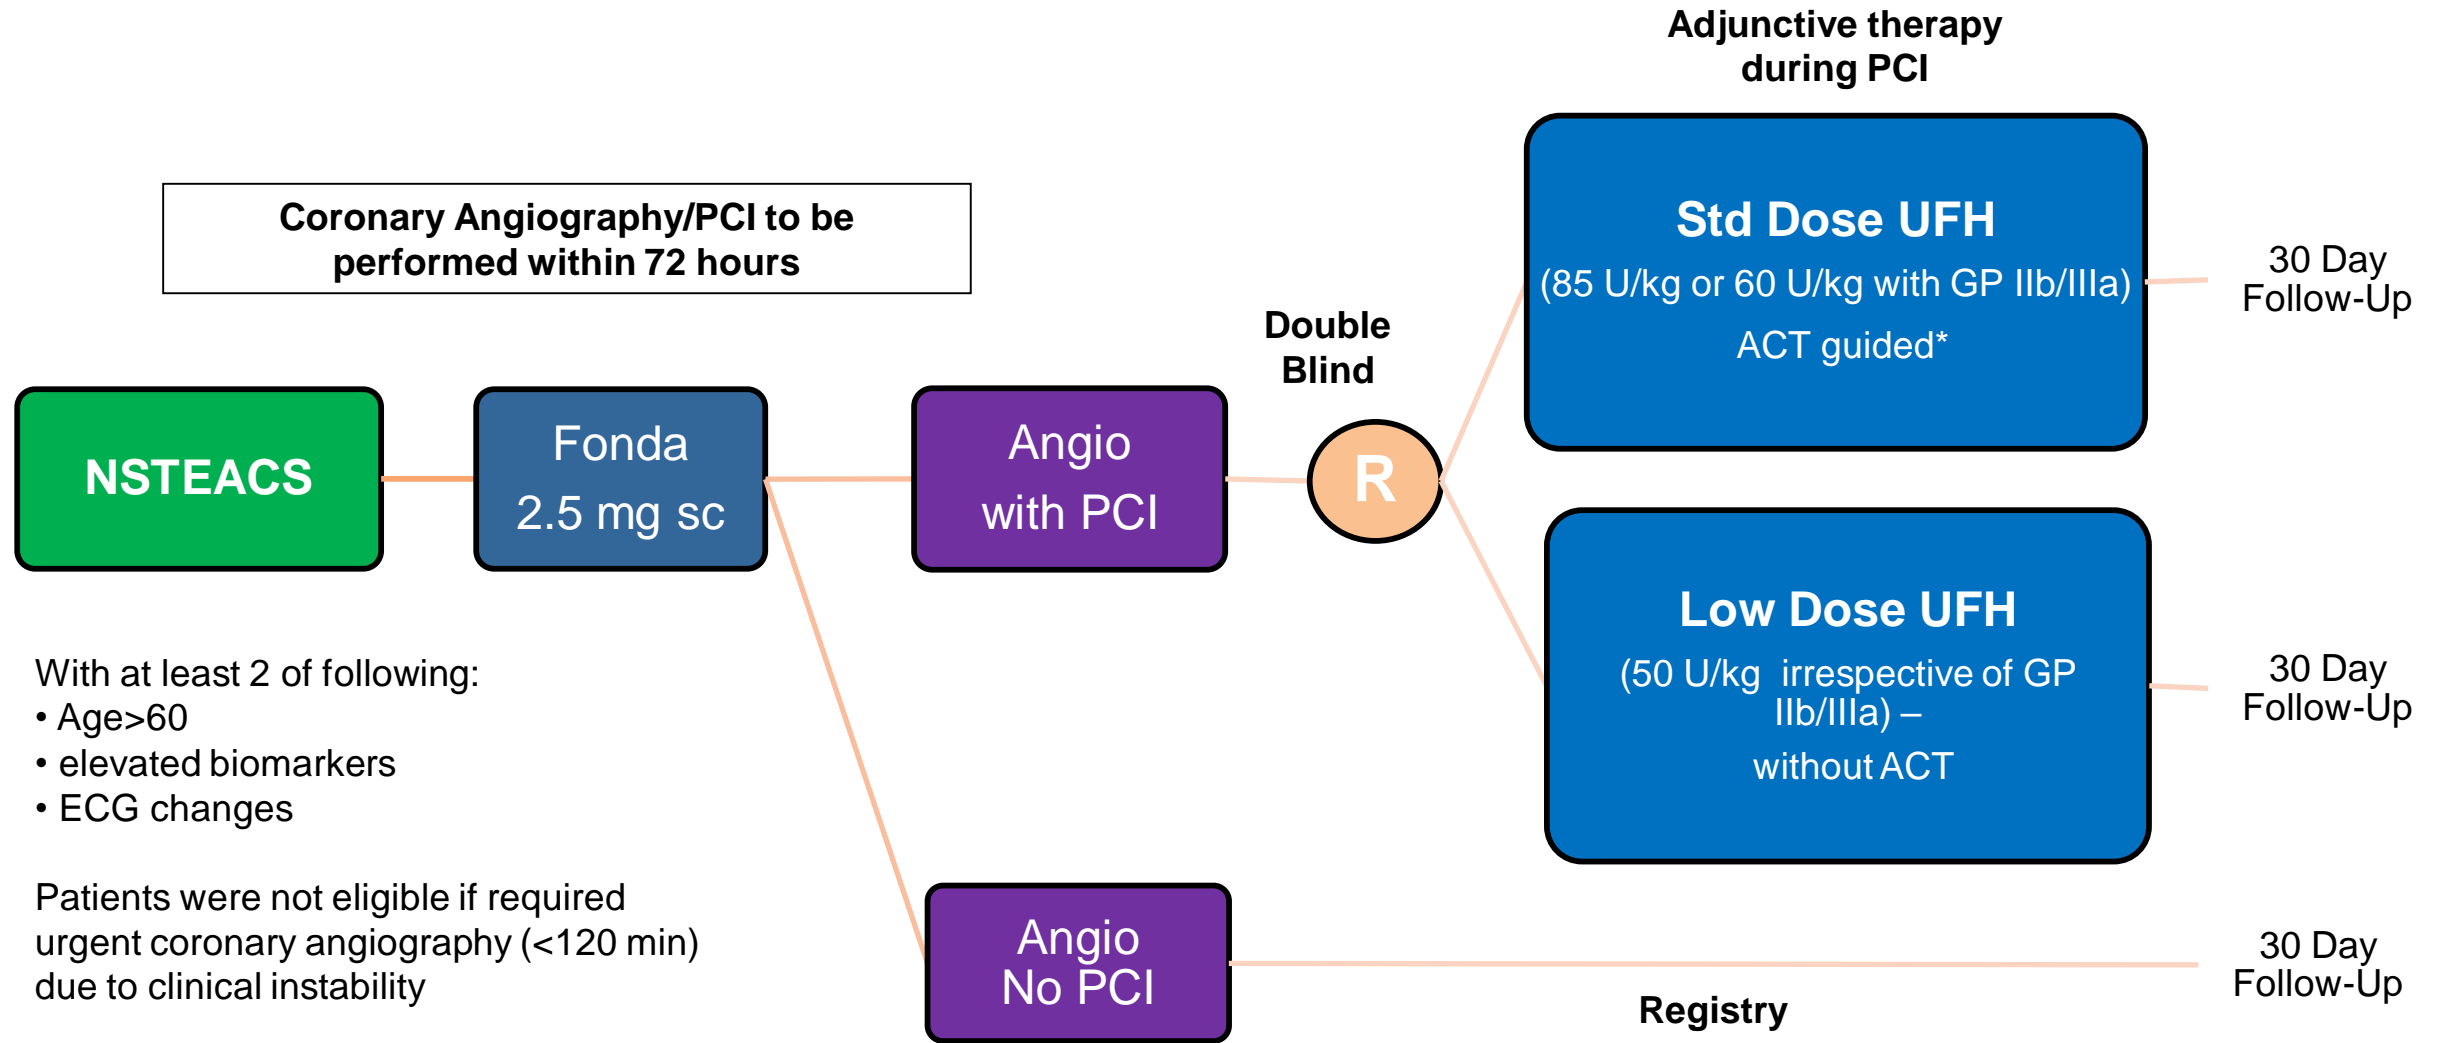 Adjunctive therapy
during PCI
Coronary Angiography/PCI to be
performed within 72 hours
Double
Blind
NSTEACS
Fonda
2.5 mg sc
Angio
with PCI
R
Std Dose UFH
(85 U/kg or 60 U/kg with GP IIb/IIIa)
ACT guided*
30 Day
Follow-Up
Low Dose UFH
(50 U/kg irrespective of GP
IIb/IIIa) –
without ACT
30 Day
Follow-Up
With at least 2 of following:
• Age>60
• elevated biomarkers
• ECG changes
Patients were not eligible if required
urgent coronary angiography (<120 min)
due to clinical instability
Angio
No PCI
Registry
30 Day
Follow-Up